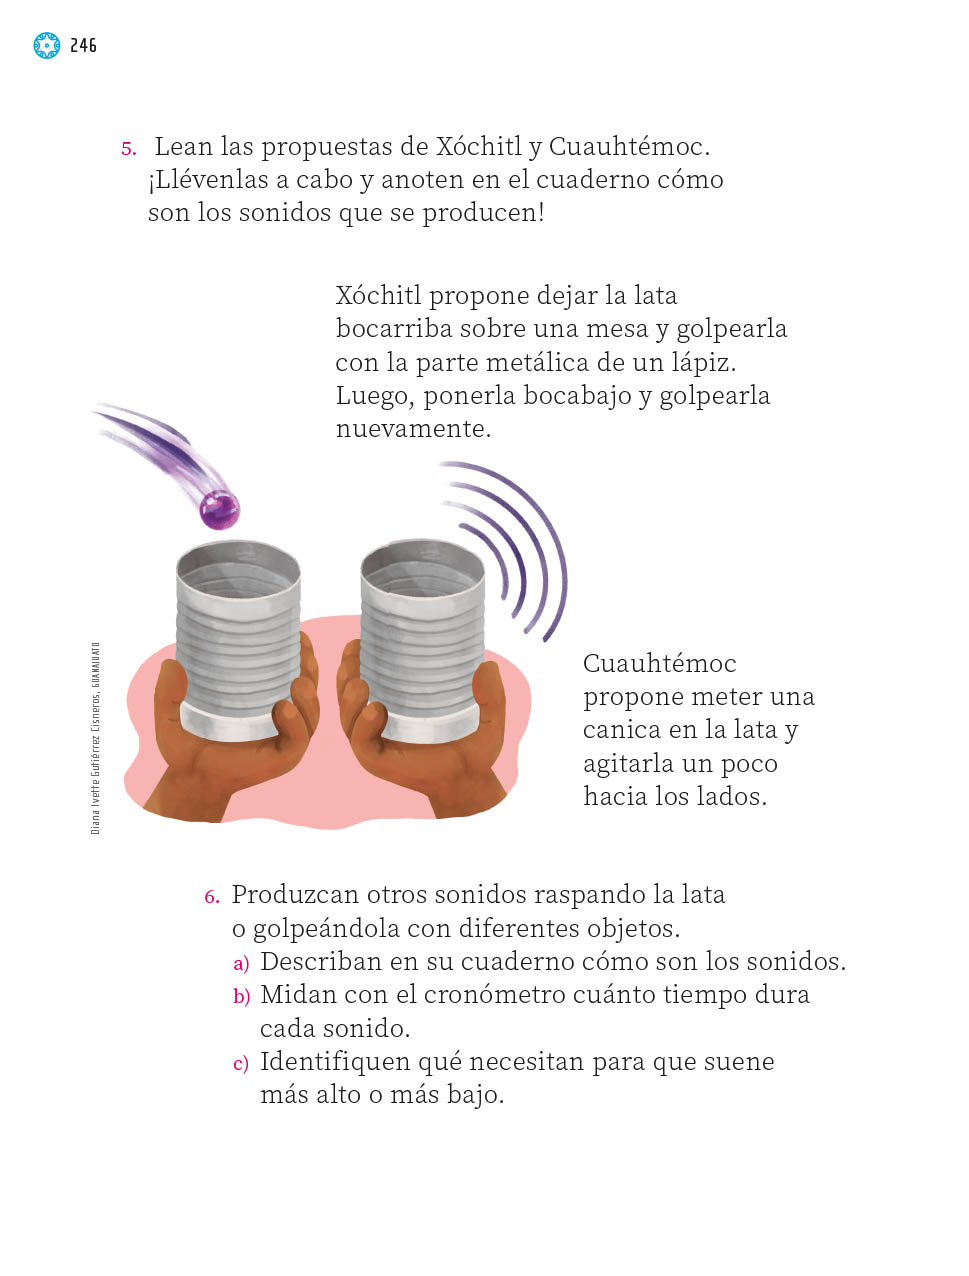 246
5. Lean las propuestas de Xóchitl y Cuauhtémoc.
¡Llévenlas a cabo y anoten en el cuaderno cómo
son los sonidos que se producen!
Xóchitl propone dejar la lata
bocarriba sobre una mesa y golpearla
con la parte metálica de un lápiz.
Luego, ponerla bocabajo y golpearla
nuevamente.
Diana Ivette Gutiérrez Cisneros, GUANAJUATO
Cuauhtémoc
propone meter una
canica en la lata y
agitarla un poco
hacia los lados.
6. Produzcan otros sonidos raspando la lata
o golpeándola con diferentes objetos.
a) Describan en su cuaderno cómo son los sonidos.
b) Midan con el cronómetro cuánto tiempo dura
cada sonido.
c) Identifiquen qué necesitan para que suene
más alto o más bajo.